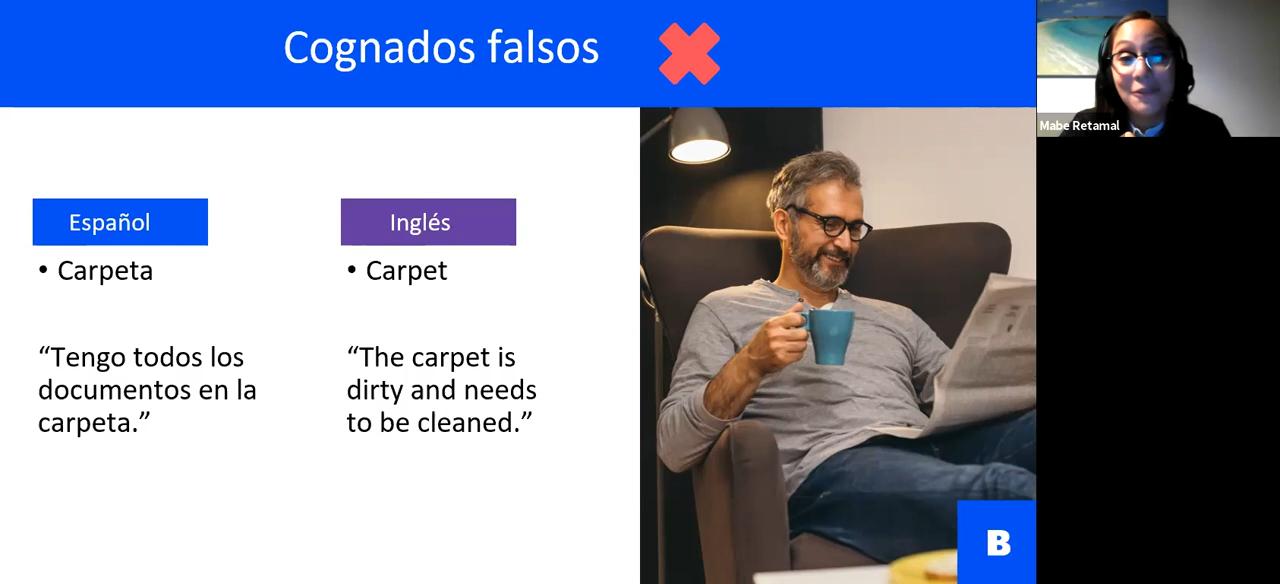 Cognados falsos
Mabe Retamal
Español
Inglés
• Carpeta
• Carpet
“Tengo todos los
documentos en la
carpeta.”
“The carpet is
dirty and needs
to be cleaned.”
B